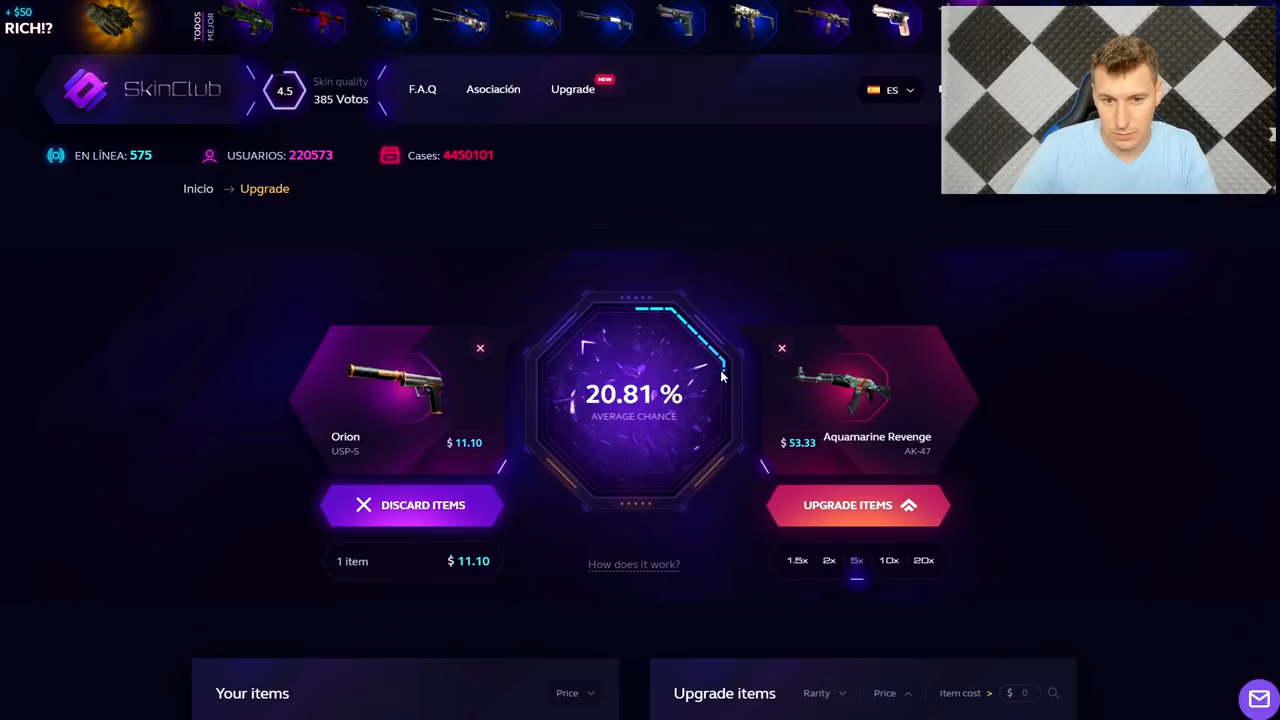 + $50
RICH!?
TODOS
MEJOR
SkinClub
4.5
Skin quality
385 Votos
F.A.Q
Asociación
Upgrade
NEW
ES
EN LÍNEA: 575
USUARIOS: 220573
Cases: 4450101
Inicio → Upgrade
20.81 %
AVERAGE CHANCE
Orion
USP-S
$ 11.10
$ 53.33
Aquamarine Revenge
AK-47
DISCARD ITEMS
UPGRADE ITEMS
1 item
$ 11.10
How does it work?
1.5x
2x
5x
10x
20x
Your items
Price
Upgrade items
Rarity
Price
Item cost > $ 0